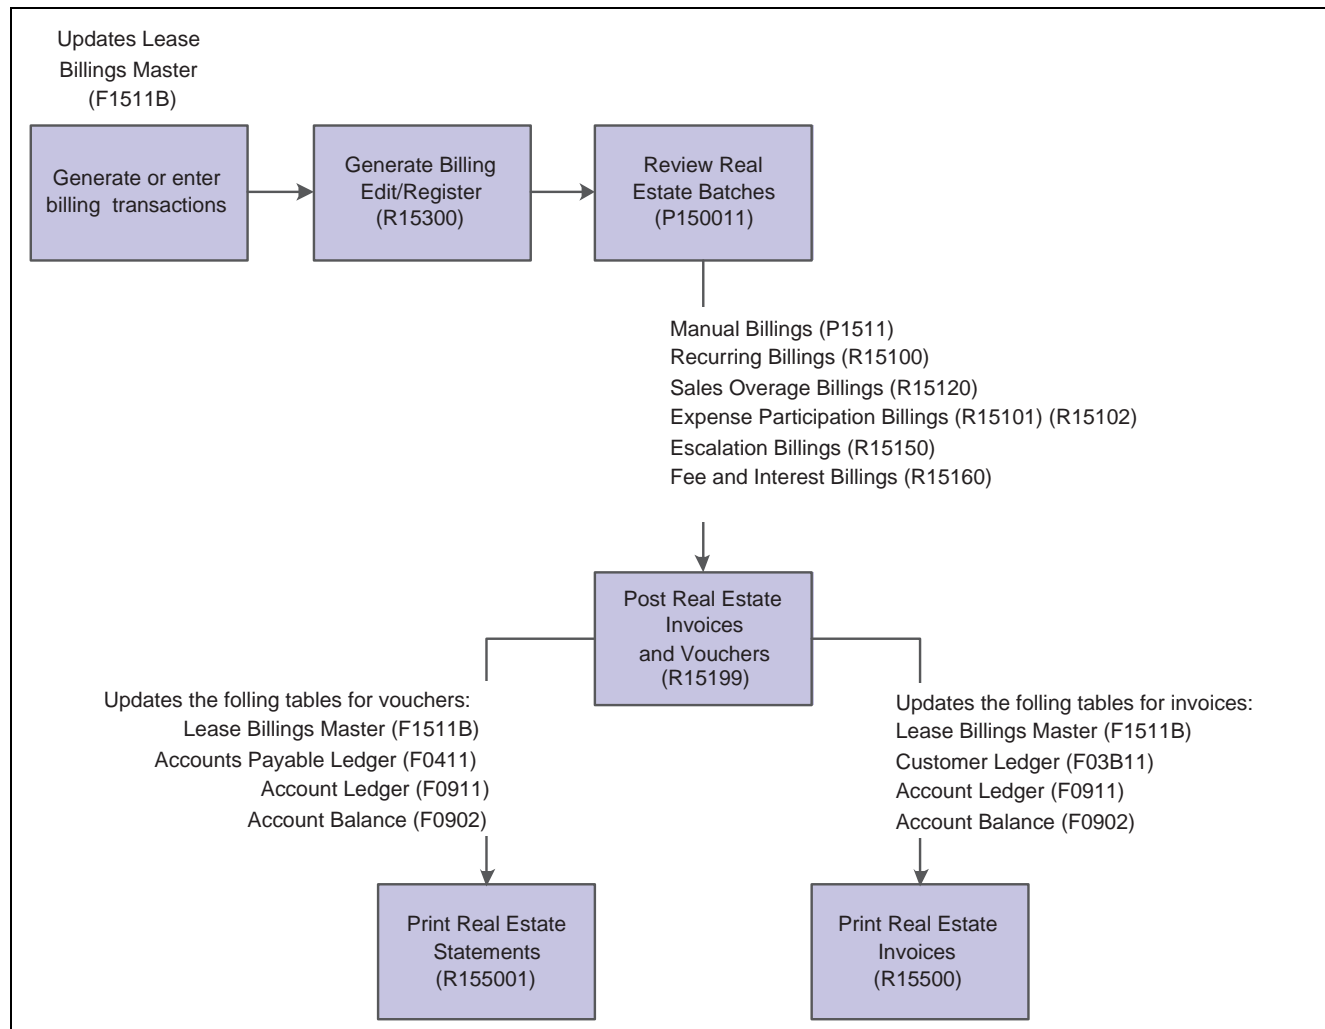 Updates Lease
Billings Master
(F1511B)
Generate or enter
billing transactions
Generate Billing
Edit/Register
(R15300)
Review Real
Estate Batches
(P150011)
Manual Billings (P1511)
Recurring Billings (R15100)
Sales Overage Billings (R15120)
Expense Participation Billings (R15101) (R15102)
Escalation Billings (R15150)
Fee and Interest Billings (R15160)
Post Real Estate
Invoices
and Vouchers
(R15199)
Updates the folling tables for vouchers:
Lease Billings Master (F1511B)
Accounts Payable Ledger (F0411)
Account Ledger (F0911)
Account Balance (F0902)
Updates the folling tables for invoices:
Lease Billings Master (F1511B)
Customer Ledger (F03B11)
Account Ledger (F0911)
Account Balance (F0902)
Print Real Estate
Statements
(R155001)
Print Real Estate
Invoices
(R15500)